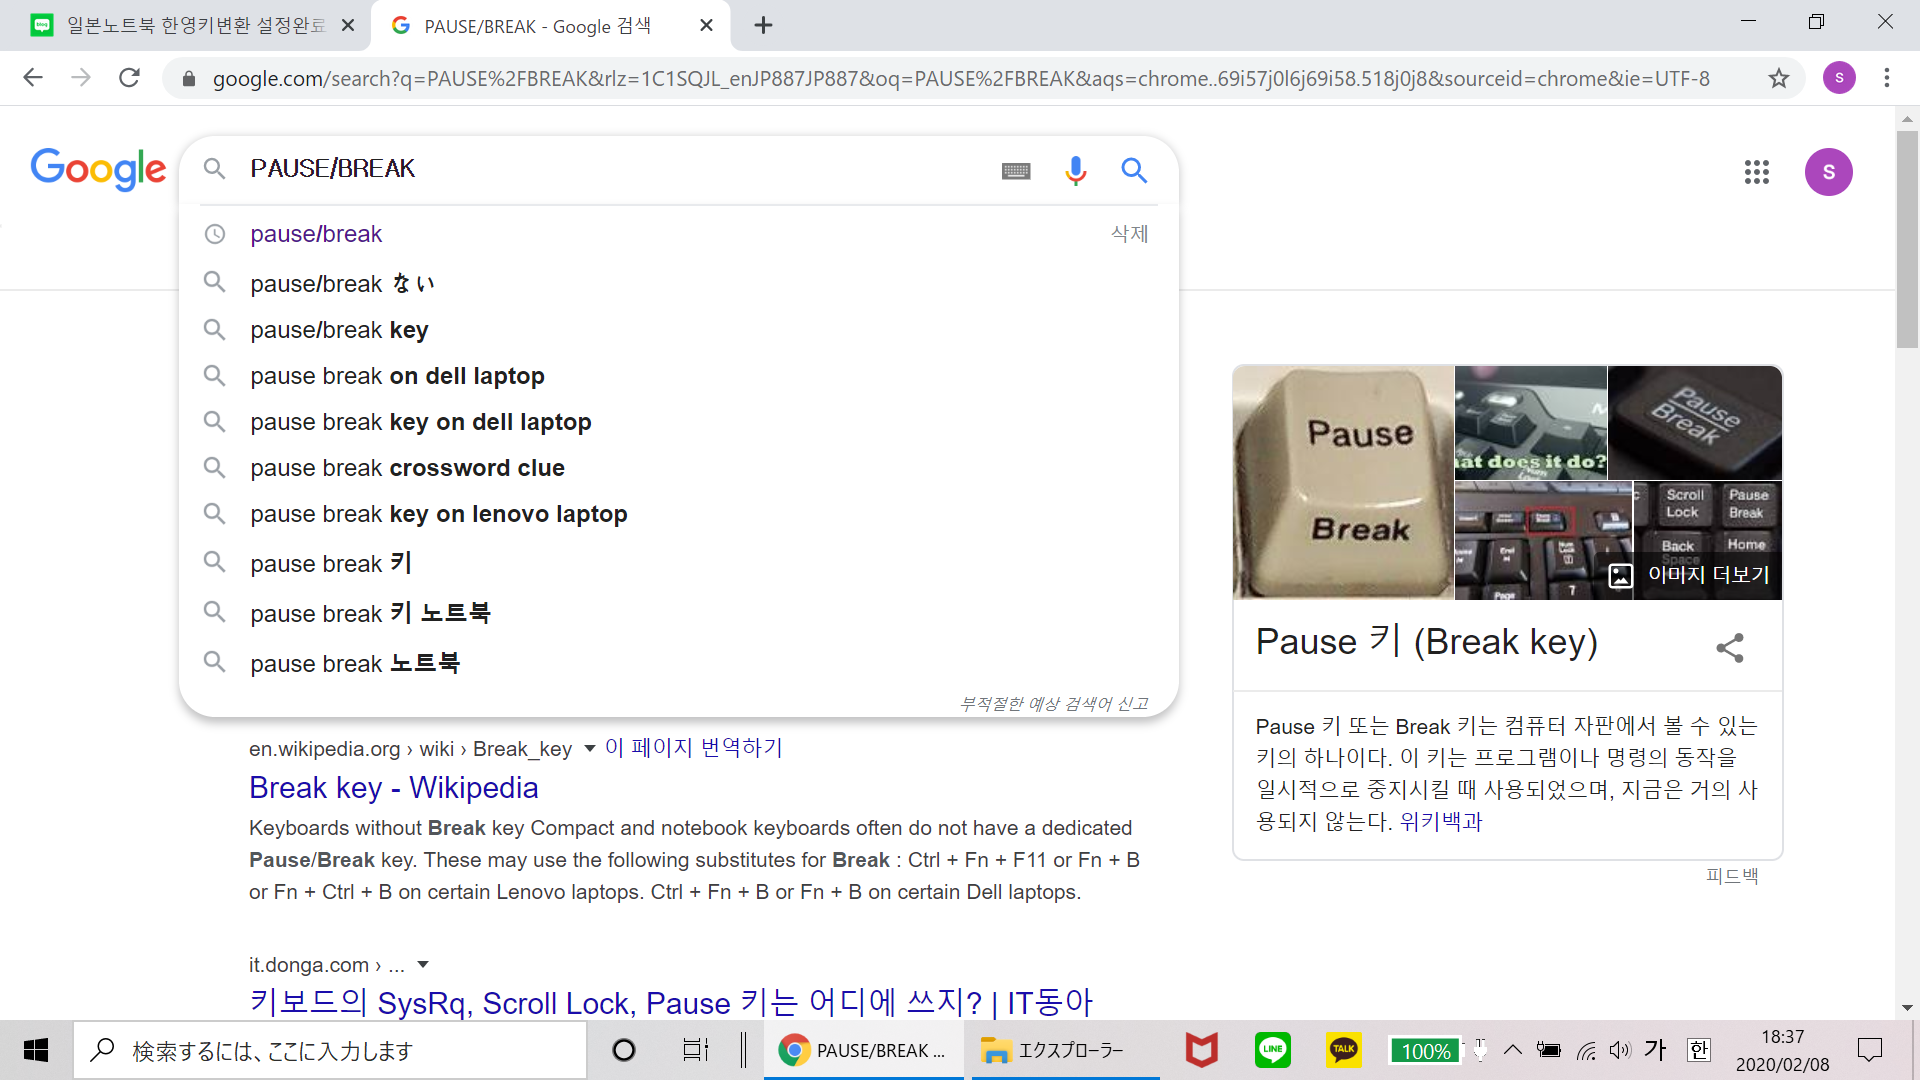 일본노트북 한영키변환 설정완료
PAUSE/BREAK - Google 검색
google.com/search?q=PAUSE%2FBREAK&rlz=1C1SQJL_enJP887JP887&oq=PAUSE%2FBREAK&aqs=chrome..69i57j0l6j69i58.518j0j8&sourceid=chrome&ie=UTF-8
S
Google
PAUSE/BREAK
S
pause/break
삭제
pause/break ない
pause/break key
pause break on dell laptop
pause break key on dell laptop
pause break crossword clue
pause break key on lenovo laptop
pause break 키
pause break 키 노트북
pause break 노트북
부적절한 예상 검색어 신고
en.wikipedia.org › wiki › Break_key 이 페이지 번역하기
Break key - Wikipedia
Keyboards without Break key Compact and notebook keyboards often do not have a dedicated
Pause/Break key. These may use the following substitutes for Break : Ctrl + Fn + F11 or Fn + B
or Fn + Ctrl + B on certain Lenovo laptops. Ctrl + Fn + B or Fn + B on certain Dell laptops.
it.donga.com › ...
키보드의 SysRq, Scroll Lock, Pause 키는 어디에 쓰지? | IT동아
Pause
Break
at does it do?
Pause
Break
Scroll
Lock
Pause
Break
Back
Space
Home
Page
7
이미지 더보기
Pause 키 (Break key)
Pause 키 또는 Break 키는 컴퓨터 자판에서 볼 수 있는
키의 하나이다. 이 키는 프로그램이나 명령의 동작을
일시적으로 중지시킬 때 사용되었으며, 지금은 거의 사
용되지 않는다. 위키백과
피드백
検索するには、ここに入力します
PAUSE/BREAK ...
エクスプローラー
LINE
TALK
100%
가
한
18:37
2020/02/08